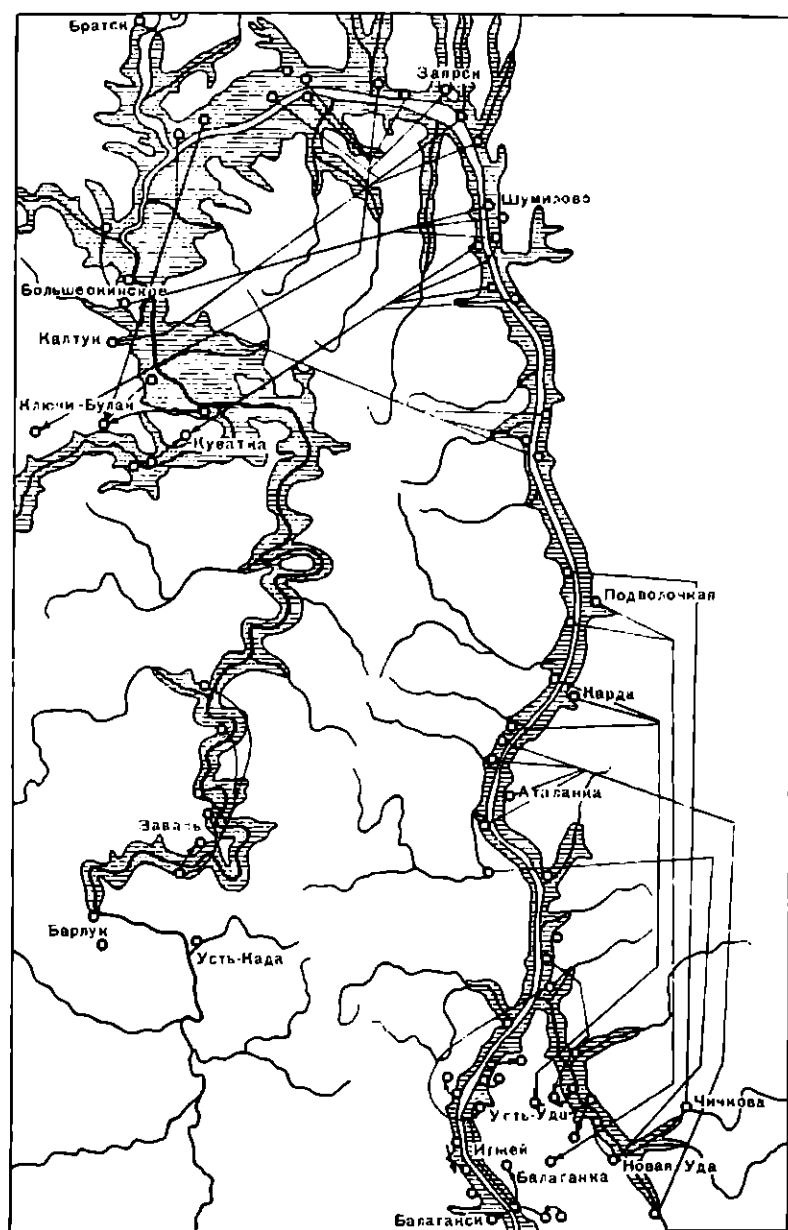 Братск
Заярск
Шумилово
Большеокинское
Калтук
Ключи-Булак
Куватка
Подволочная
Карда
Аталанка
Заваль
Барлук
Усть-Када
Усть-Уда
Чичкова
Игжей
Балаганка
Новая-Уда
Балаганск